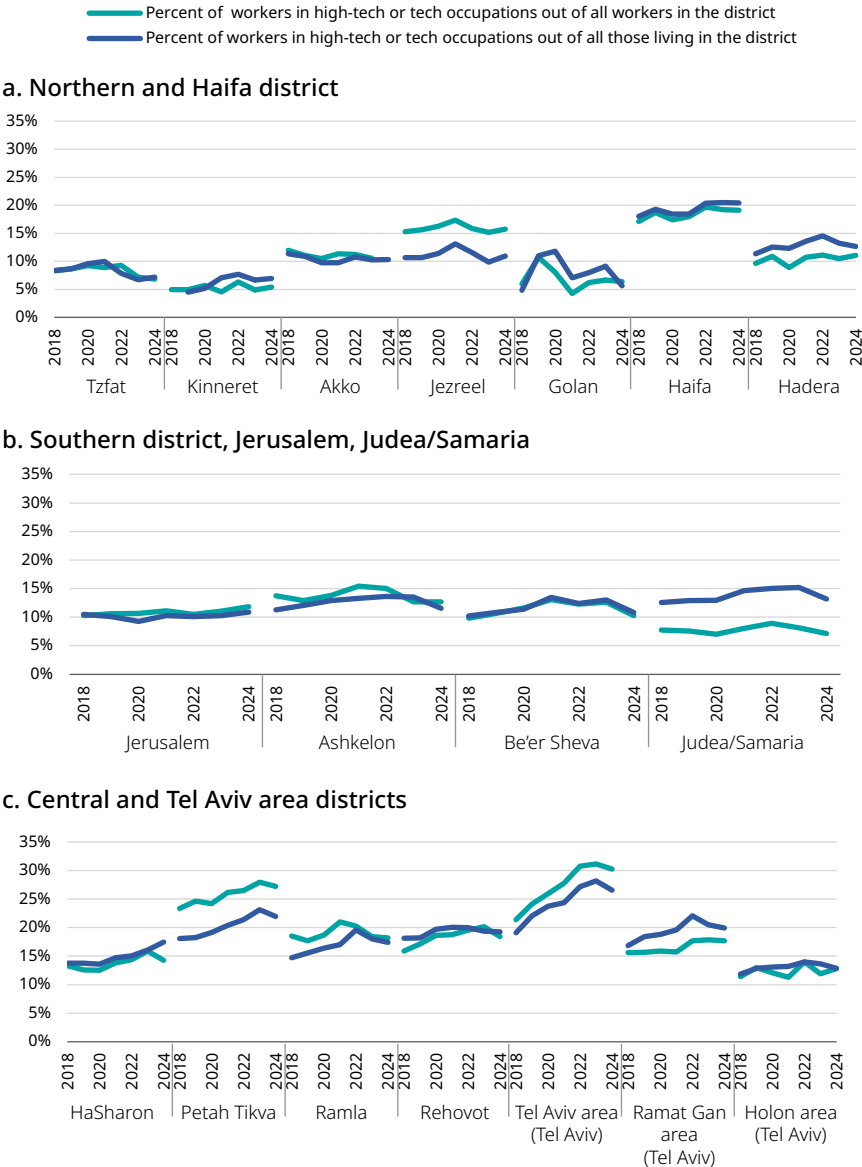 Percent of workers in high-tech or tech occupations out of all workers in the district
Percent of workers in high-tech or tech occupations out of all those living in the district
a. Northern and Haifa district
35%
30%
25%
20%
15%
10%
5%
0%
2018 2020 2022 2024 2018 2020 2022 2024 2018 2020 2022 2024 2018 2020 2022 2024 2018 2020 2022 2024 2018 2020 2022 2024 2018 2020 2022 2024
Tzfat Kinneret Akko Jezreel Golan Haifa Hadera
b. Southern district, Jerusalem, Judea/Samaria
35%
30%
25%
20%
15%
10%
5%
0%
2018 2020 2022 2024 2018 2020 2022 2024 2018 2020 2022 2024 2018 2020 2022 2024
Jerusalem Ashkelon Be'er Sheva Judea/Samaria
c. Central and Tel Aviv area districts
35%
30%
25%
20%
15%
10%
5%
0%
2018 2020 2022 2024 2018 2020 2022 2024 2018 2020 2022 2024 2018 2020 2022 2024 2018 2020 2022 2024 2018 2020 2022 2024 2018 2020 2022 2024
HaSharon Petah Tikva Ramla Rehovot Tel Aviv area Ramat Gan Holon area
(Tel Aviv) area (Tel Aviv)
(Tel Aviv)